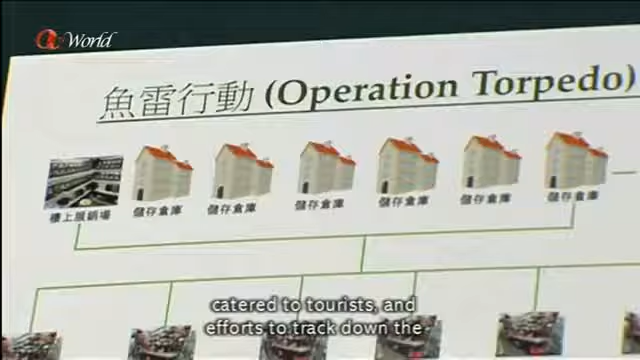 aTV World
魚雷行動 (Operation Torpedo)
樓上展銷場 儲存倉庫 儲存倉庫 儲存倉庫 儲存倉庫 儲存倉庫 儲存倉庫
catered to tourists, and
efforts to track down the